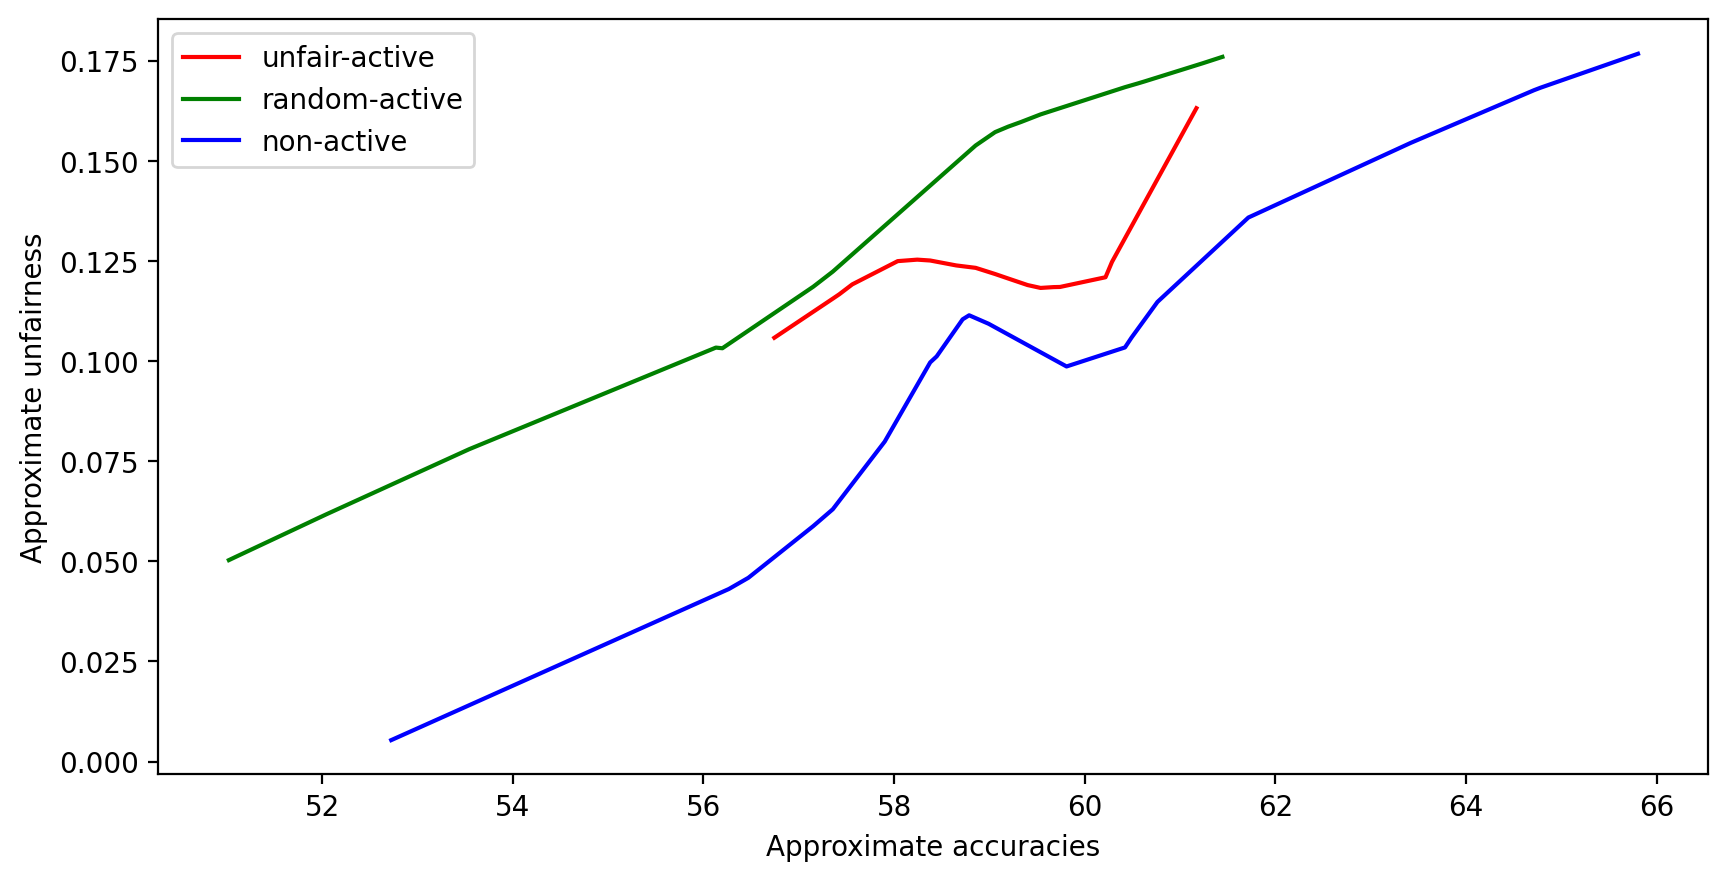 unfair-active
random-active
non-active
Approximate unfairness
0.175
0.150
0.125
0.100
0.075
0.050
0.025
0.000
52 54 56 58 60 62 64 66
Approximate accuracies